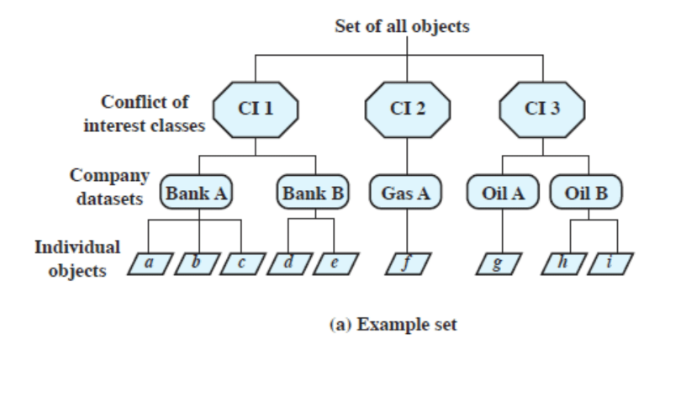 Set of all objects
Conflict of
interest classes
CI 1
CI 2
CI 3
Company
datasets
Bank A
Bank B
Gas A
Oil A
Oil B
Individual
objects
a
b
c
d
e
f
g
h
i
(a) Example set